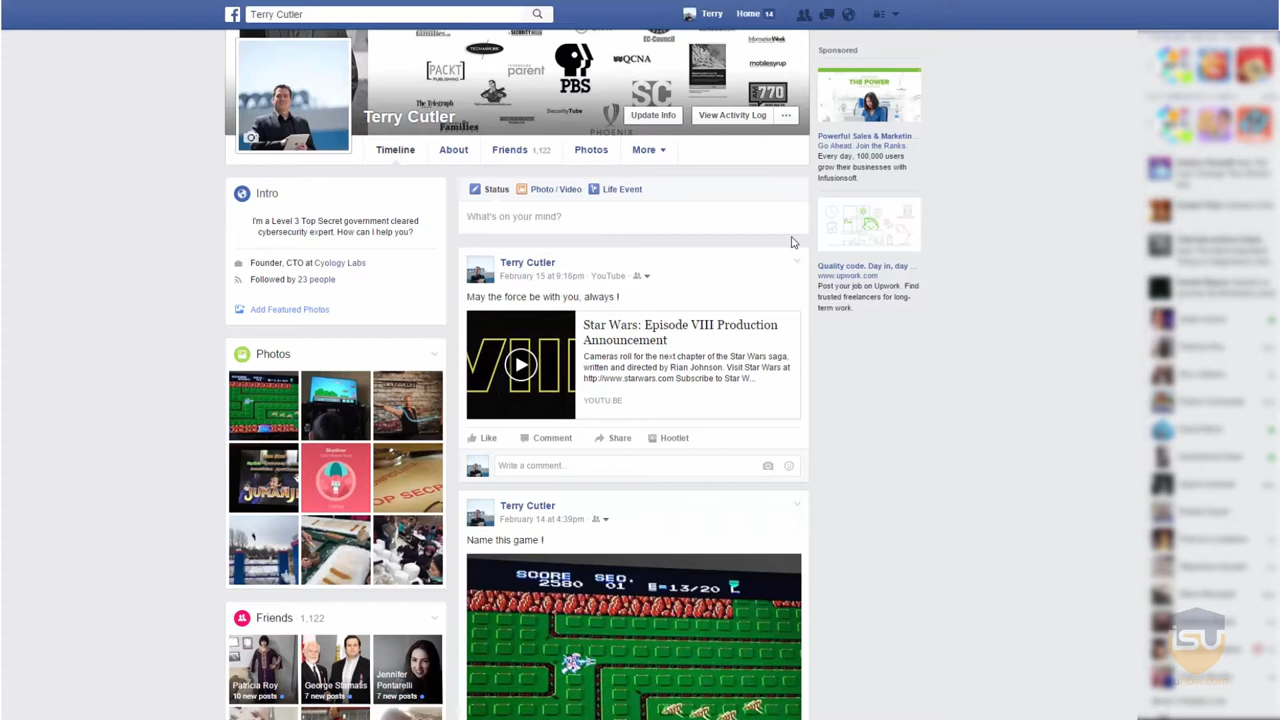 Terry Cutler
Terry
Home 14
PACKT
PUBLISHING
parent
The Telegraph
Families
PBS
SecurityTube
EC-Council
QCNA
SC
PHOENIX
InformationWeek
mobilesyrup
770
Terry Cutler
Update Info
View Activity Log
Timeline
About
Friends 1,122
Photos
More
Intro
I'm a Level 3 Top Secret government cleared
cybersecurity expert. How can I help you?
Founder, CTO at Cyology Labs
Followed by 23 people
Add Featured Photos
Photos
JUMANJI
TOP SECR
Friends 1,122
Patricia Roy
10 new posts
George Stamatis
7 new posts
Jennifer
Pontarelli
7 new posts
Status
Photo / Video
Life Event
What's on your mind?
Terry Cutler
February 15 at 9:16pm · YouTube ·
May the force be with you, always !
VIII
Star Wars: Episode VIII Production
Announcement
Cameras roll for the next chapter of the Star Wars saga,
written and directed by Rian Johnson. Visit Star Wars at
http://www.starwars.com Subscribe to Star W...
YOUTU.BE
Like
Comment
Share
Hootlet
Write a comment...
Terry Cutler
February 14 at 4:39pm ·
Name this game !
SCORE SEQ.
2580 01 E=13/20
Sponsored
THE POWER
Powerful Sales & Marketin...
Go Ahead. Join the Ranks.
Every day, 100,000 users
grow their businesses with
Infusionsoft.
Quality code. Day in, day ...
www.upwork.com
Post your job on Upwork. Find
trusted freelancers for long-
term work.